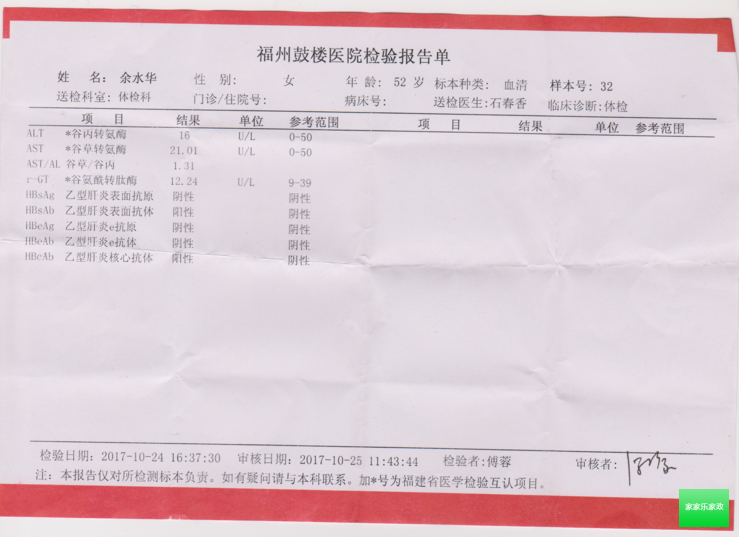 福州鼓楼医院检验报告单
姓 名: 余水华 性 别: 女 年 龄: 52 岁 标本种类: 血清 样本号: 32
送检科室: 体检科 门诊/住院号: 病床号: 送检医生:石春香 临床诊断:体检
项 目 结果 单位 参考范围 项 目 结果 单位 参考范围
ALT *谷丙转氨酶 16 U/L 0-50
AST *谷草转氨酶 21.01 U/L 0-50
AST/AL 谷草/谷丙 1.31
r-GT *谷氨酰转肽酶 12.24 U/L 9-39
HBsAg 乙型肝炎表面抗原 阴性 阴性
HBsAb 乙型肝炎表面抗体 阳性 阴性
HBeAg 乙型肝炎e抗原 阴性 阴性
HBeAb 乙型肝炎e抗体 阴性 阴性
HBcAb 乙型肝炎核心抗体 阳性 阴性
检验日期: 2017-10-24 16:37:30 审核日期: 2017-10-25 11:43:44 检验者:傅蓉 审核者:
注: 本报告仅对所检测标本负责。如有疑问请与本科联系。加*号为福建省医学检验互认项目。
家家乐家政